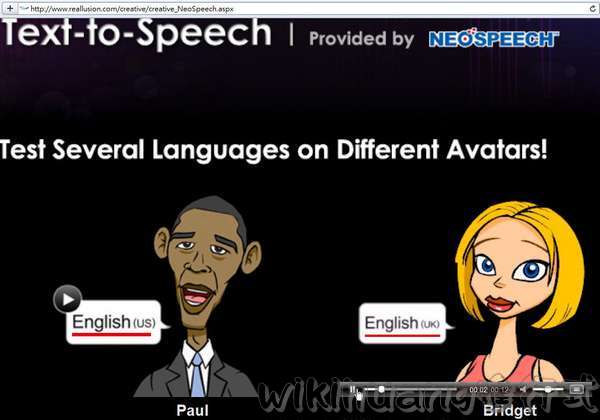 http://www.reallusion.com/creative/creative_NeoSpeech.aspx
Text-to-Speech | Provided by NEOSPEECH
Test Several Languages on Different Avatars!
English (US)
English (UK)
00:02 00:12
Paul
Bridget